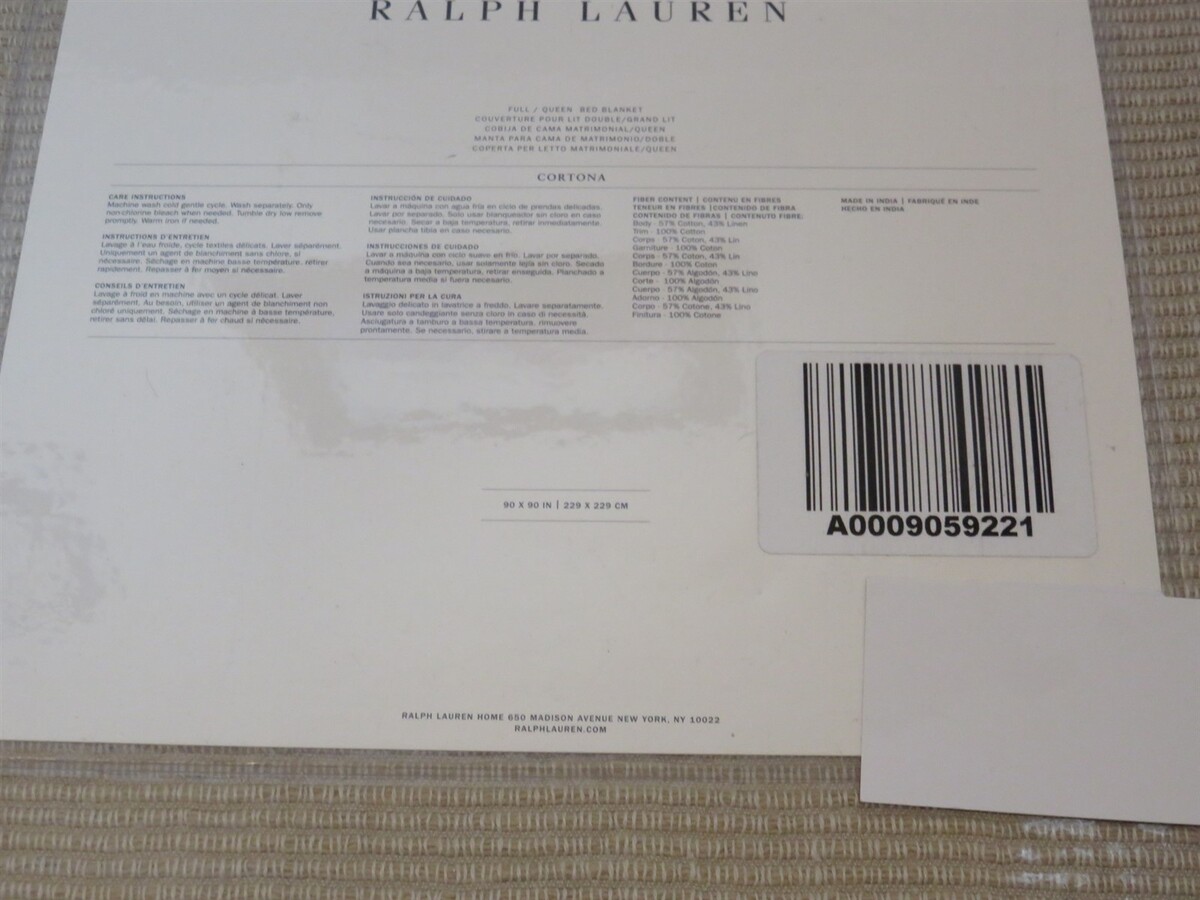 RALPH LAUREN
FULL / QUEEN BED BLANKET
COUVERTURE POUR LIT DOUBLE/GRAND LIT
COBIJA DE CAMA MATRIMONIAL/QUEEN
MANTA PARA CAMA DE MATRIMONIO/DOBLE
COPERTA PER LETTO MATRIMONIALE/QUEEN
CORTONA
CARE INSTRUCTIONS
Machine wash cold gentle cycle. Wash separately. Only
non-chlorine bleach when needed. Tumble dry low remove
promptly. Warm iron if needed.
INSTRUCTIONS D'ENTRETIEN
Lavage à l'eau froide, cycle textiles délicats. Laver séparément.
Uniquement un agent de blanchiment sans chlore, si
nécessaire. Séchage en machine basse température, retirer
rapidement. Repasser à fer moyen si nécessaire.
CONSEILS D'ENTRETIEN
Lavage à froid en machine avec un cycle délicat. Laver
séparément. Au besoin, utiliser un agent de blanchiment non
chloré uniquement. Séchage en machine à basse température,
retirer sans délai. Repasser à fer chaud si nécessaire.
INSTRUCCIÓN DE CUIDADO
Lavar a máquina con agua fría en ciclo de prendas delicadas.
Lavar por separado. Solo usar blanqueador sin cloro en caso
necesario. Secar a baja temperatura, retirar inmediatamente.
Usar plancha tibia en caso necesario.
INSTRUCCIONES DE CUIDADO
Lavar a máquina con ciclo suave en frío. Lavar por separado.
Cuando sea necesario, usar solamente lejía sin cloro. Secado
a máquina a baja temperatura, retirar enseguida. Planchado a
temperatura media si fuera necesario.
ISTRUZIONI PER LA CURA
Lavaggio delicato in lavatrice a freddo. Lavare separatamente.
Usare solo candeggiante senza cloro in caso di necessità.
Asciugatura a tamburo a bassa temperatura, rimuovere
prontamente. Se necessario, stirare a temperatura media.
FIBER CONTENT | CONTENU EN FIBRES
TENEUR EN FIBRES | CONTENIDO DE FIBRA
CONTENIDO DE FIBRAS | CONTENUTO FIBRE:
Body - 57% Cotton, 43% Linen
Trim - 100% Cotton
Corps - 57% Coton, 43% Lin
Garniture - 100% Coton
Corps - 57% Coton, 43% Lin
Bordure - 100% Coton
Cuerpo - 57% Algodón, 43% Lino
Corte - 100% Algodón
Cuerpo - 57% Algodón, 43% Lino
Adorno - 100% Algodón
Corpo - 57% Cotone, 43% Lino
Finitura - 100% Cotone
MADE IN INDIA | FABRIQUÉ EN INDE
HECHO EN INDIA
A0009059221
90 X 90 IN | 229 X 229 CM
RALPH LAUREN HOME 650 MADISON AVENUE NEW YORK, NY 10022
RALPHLAUREN.COM